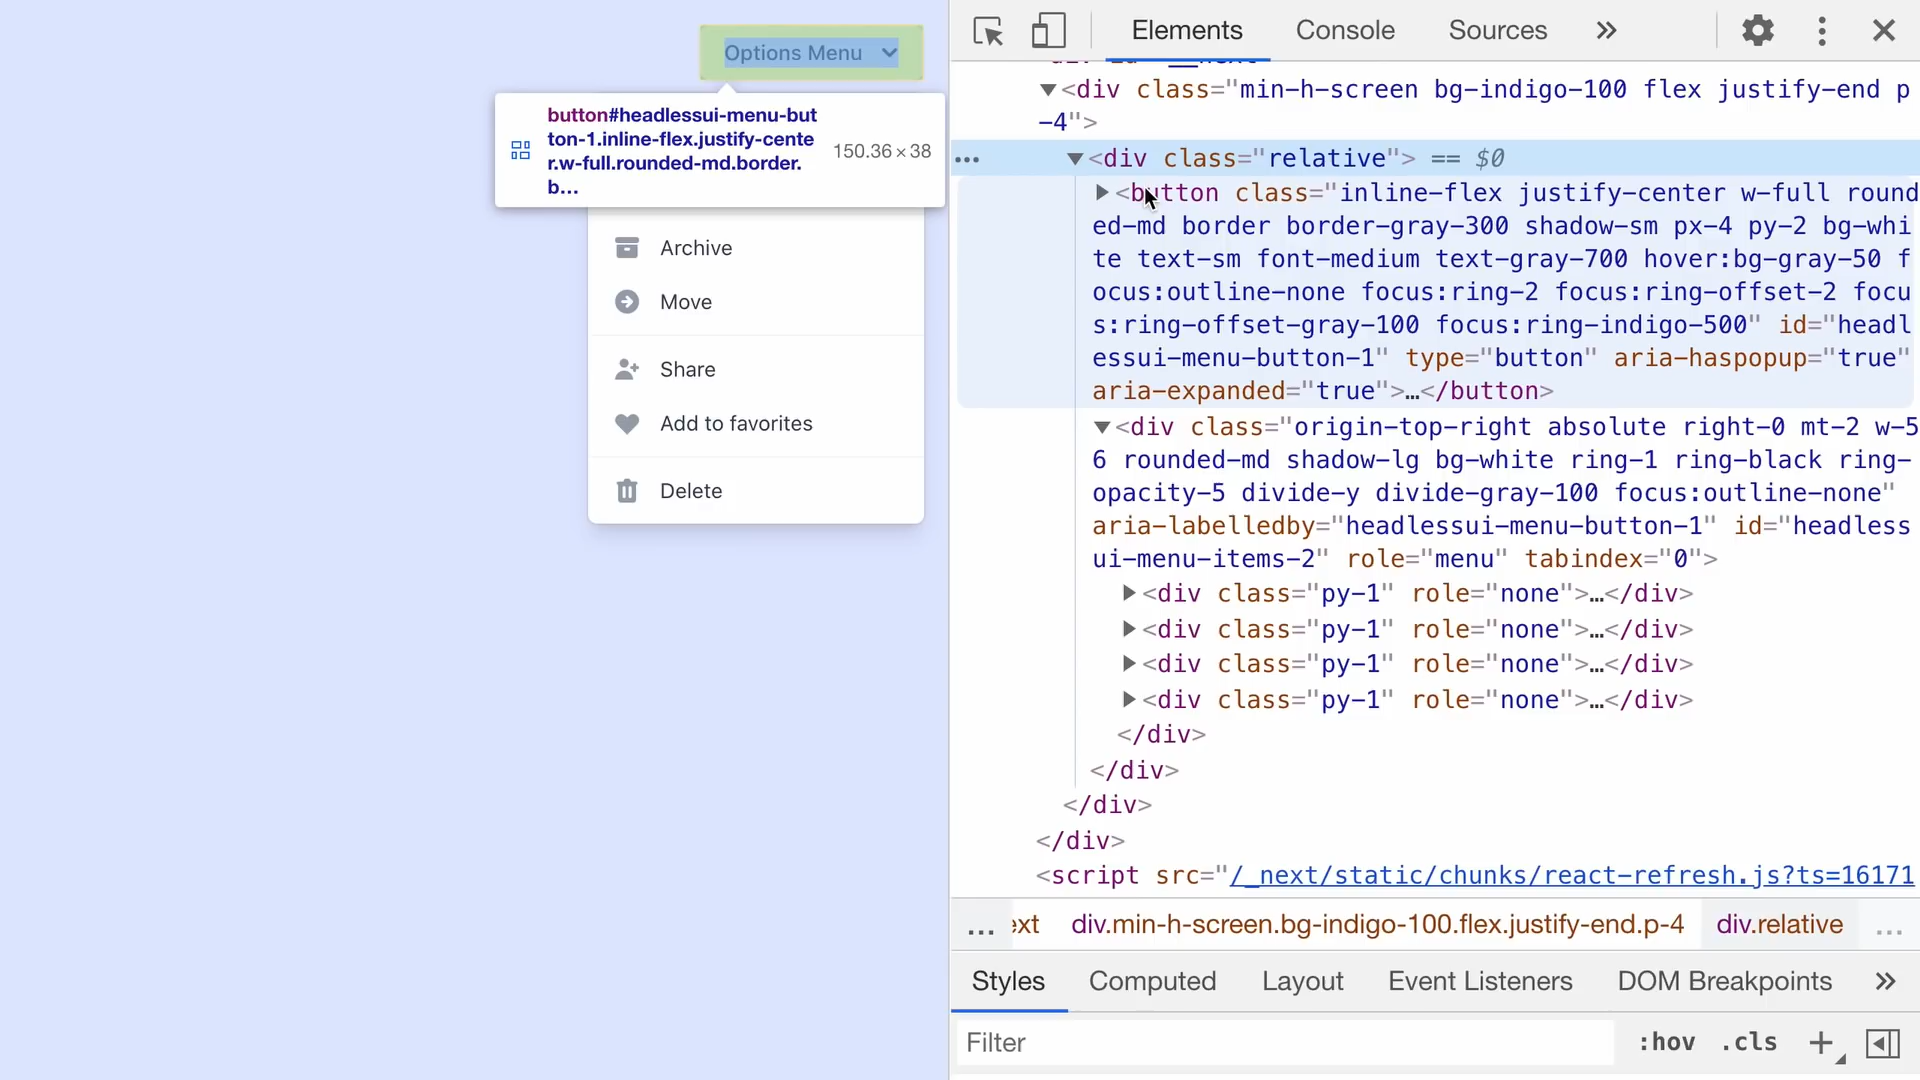 Options Menu
button#headlessui-menu-but
ton-1.inline-flex.justify-cente
r.w-full.rounded-md.border.
b…
150.36×38
Archive
Move
Share
Add to favorites
Delete
Elements Console Sources »
<div class="min-h-screen bg-indigo-100 flex justify-end p
-4">
… <div class="relative"> == $0
<button class="inline-flex justify-center w-full round
ed-md border border-gray-300 shadow-sm px-4 py-2 bg-whi
te text-sm font-medium text-gray-700 hover:bg-gray-50 f
ocus:outline-none focus:ring-2 focus:ring-offset-2 focu
s:ring-offset-gray-100 focus:ring-indigo-500" id="headl
essui-menu-button-1" type="button" aria-haspopup="true"
aria-expanded="true">…</button>
<div class="origin-top-right absolute right-0 mt-2 w-5
6 rounded-md shadow-lg bg-white ring-1 ring-black ring-
opacity-5 divide-y divide-gray-100 focus:outline-none"
aria-labelledby="headlessui-menu-button-1" id="headless
ui-menu-items-2" role="menu" tabindex="0">
<div class="py-1" role="none">…</div>
<div class="py-1" role="none">…</div>
<div class="py-1" role="none">…</div>
<div class="py-1" role="none">…</div>
</div>
</div>
</div>
</div>
<script src="/_next/static/chunks/react-refresh.js?ts=16171
… ext div.min-h-screen.bg-indigo-100.flex.justify-end.p-4 div.relative …
Styles Computed Layout Event Listeners DOM Breakpoints »
Filter :hov .cls +